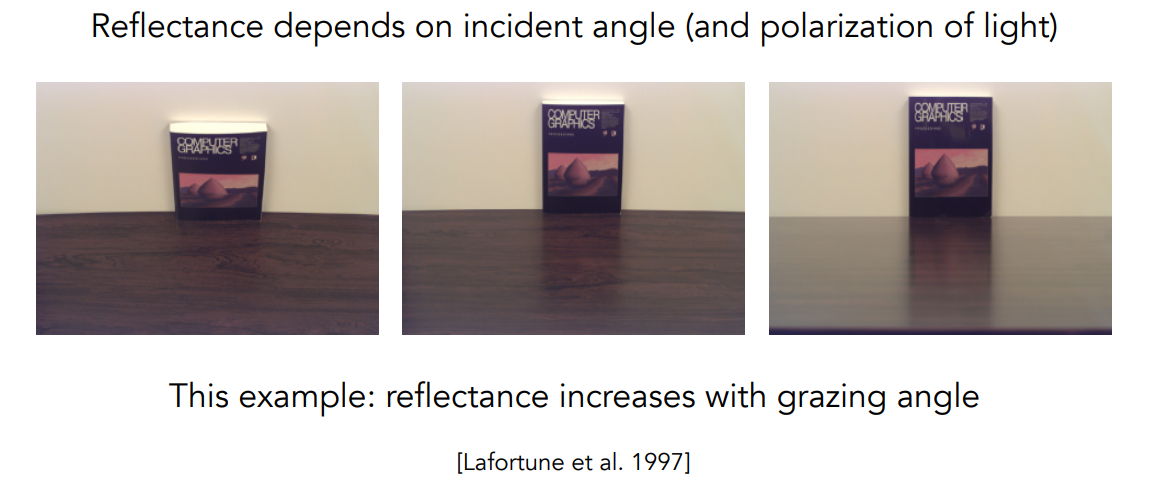 Reflectance depends on incident angle (and polarization of light)
COMPUTER
GRAPHICS
COMPUTER
GRAPHICS
COMPUTER
GRAPHICS
This example: reflectance increases with grazing angle
[Lafortune et al. 1997]